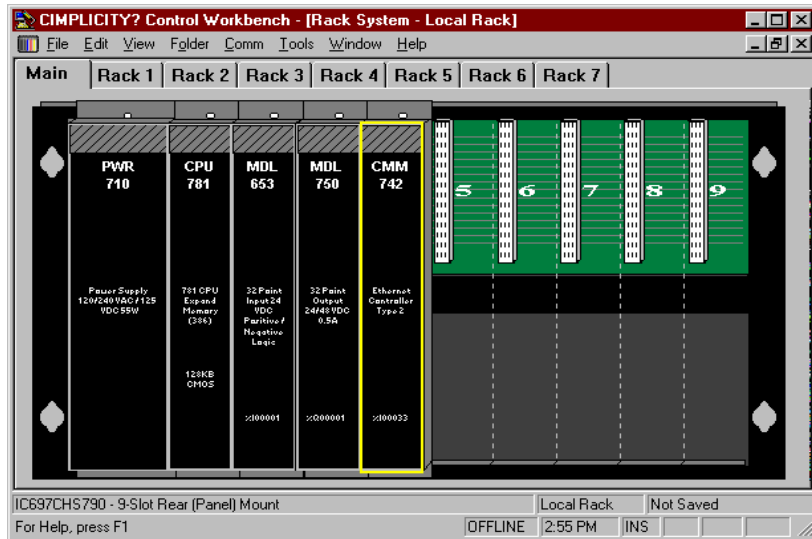 CIMPLICITY? Control Workbench - [Rack System - Local Rack]
File Edit View Folder Comm Tools Window Help
Main Rack 1 Rack 2 Rack 3 Rack 4 Rack 5 Rack 6 Rack 7
PWR
710
Power Supply
120/240 VAC / 125
VDC 55W
CPU
781
781 CPU
Expand
Memory
(386)
128KB
CMOS
MDL
653
32 Point
Input 24
VDC
Positive /
Negative
Logic
%I00001
MDL
750
32 Point
Output
24/48 VDC
0.5A
%Q00001
CMM
742
Ethernet
Controller
Type 2
%I00033
5 6 7 8 9
IC697CHS790 - 9-Slot Rear (Panel) Mount Local Rack Not Saved
For Help, press F1 OFFLINE 2:55 PM INS